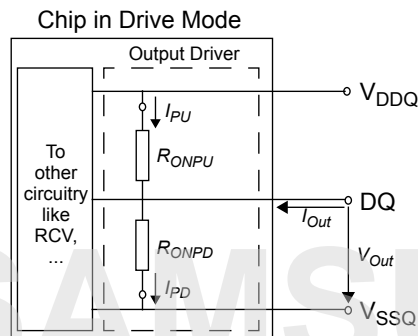 Chip in Drive Mode
Output Driver
To
other
circuitry
like
RCV,
...
I_PU
R_ONPU
R_ONPD
I_PD
V_DDQ
DQ
I_Out
V_Out
V_SSQ
SAMSU